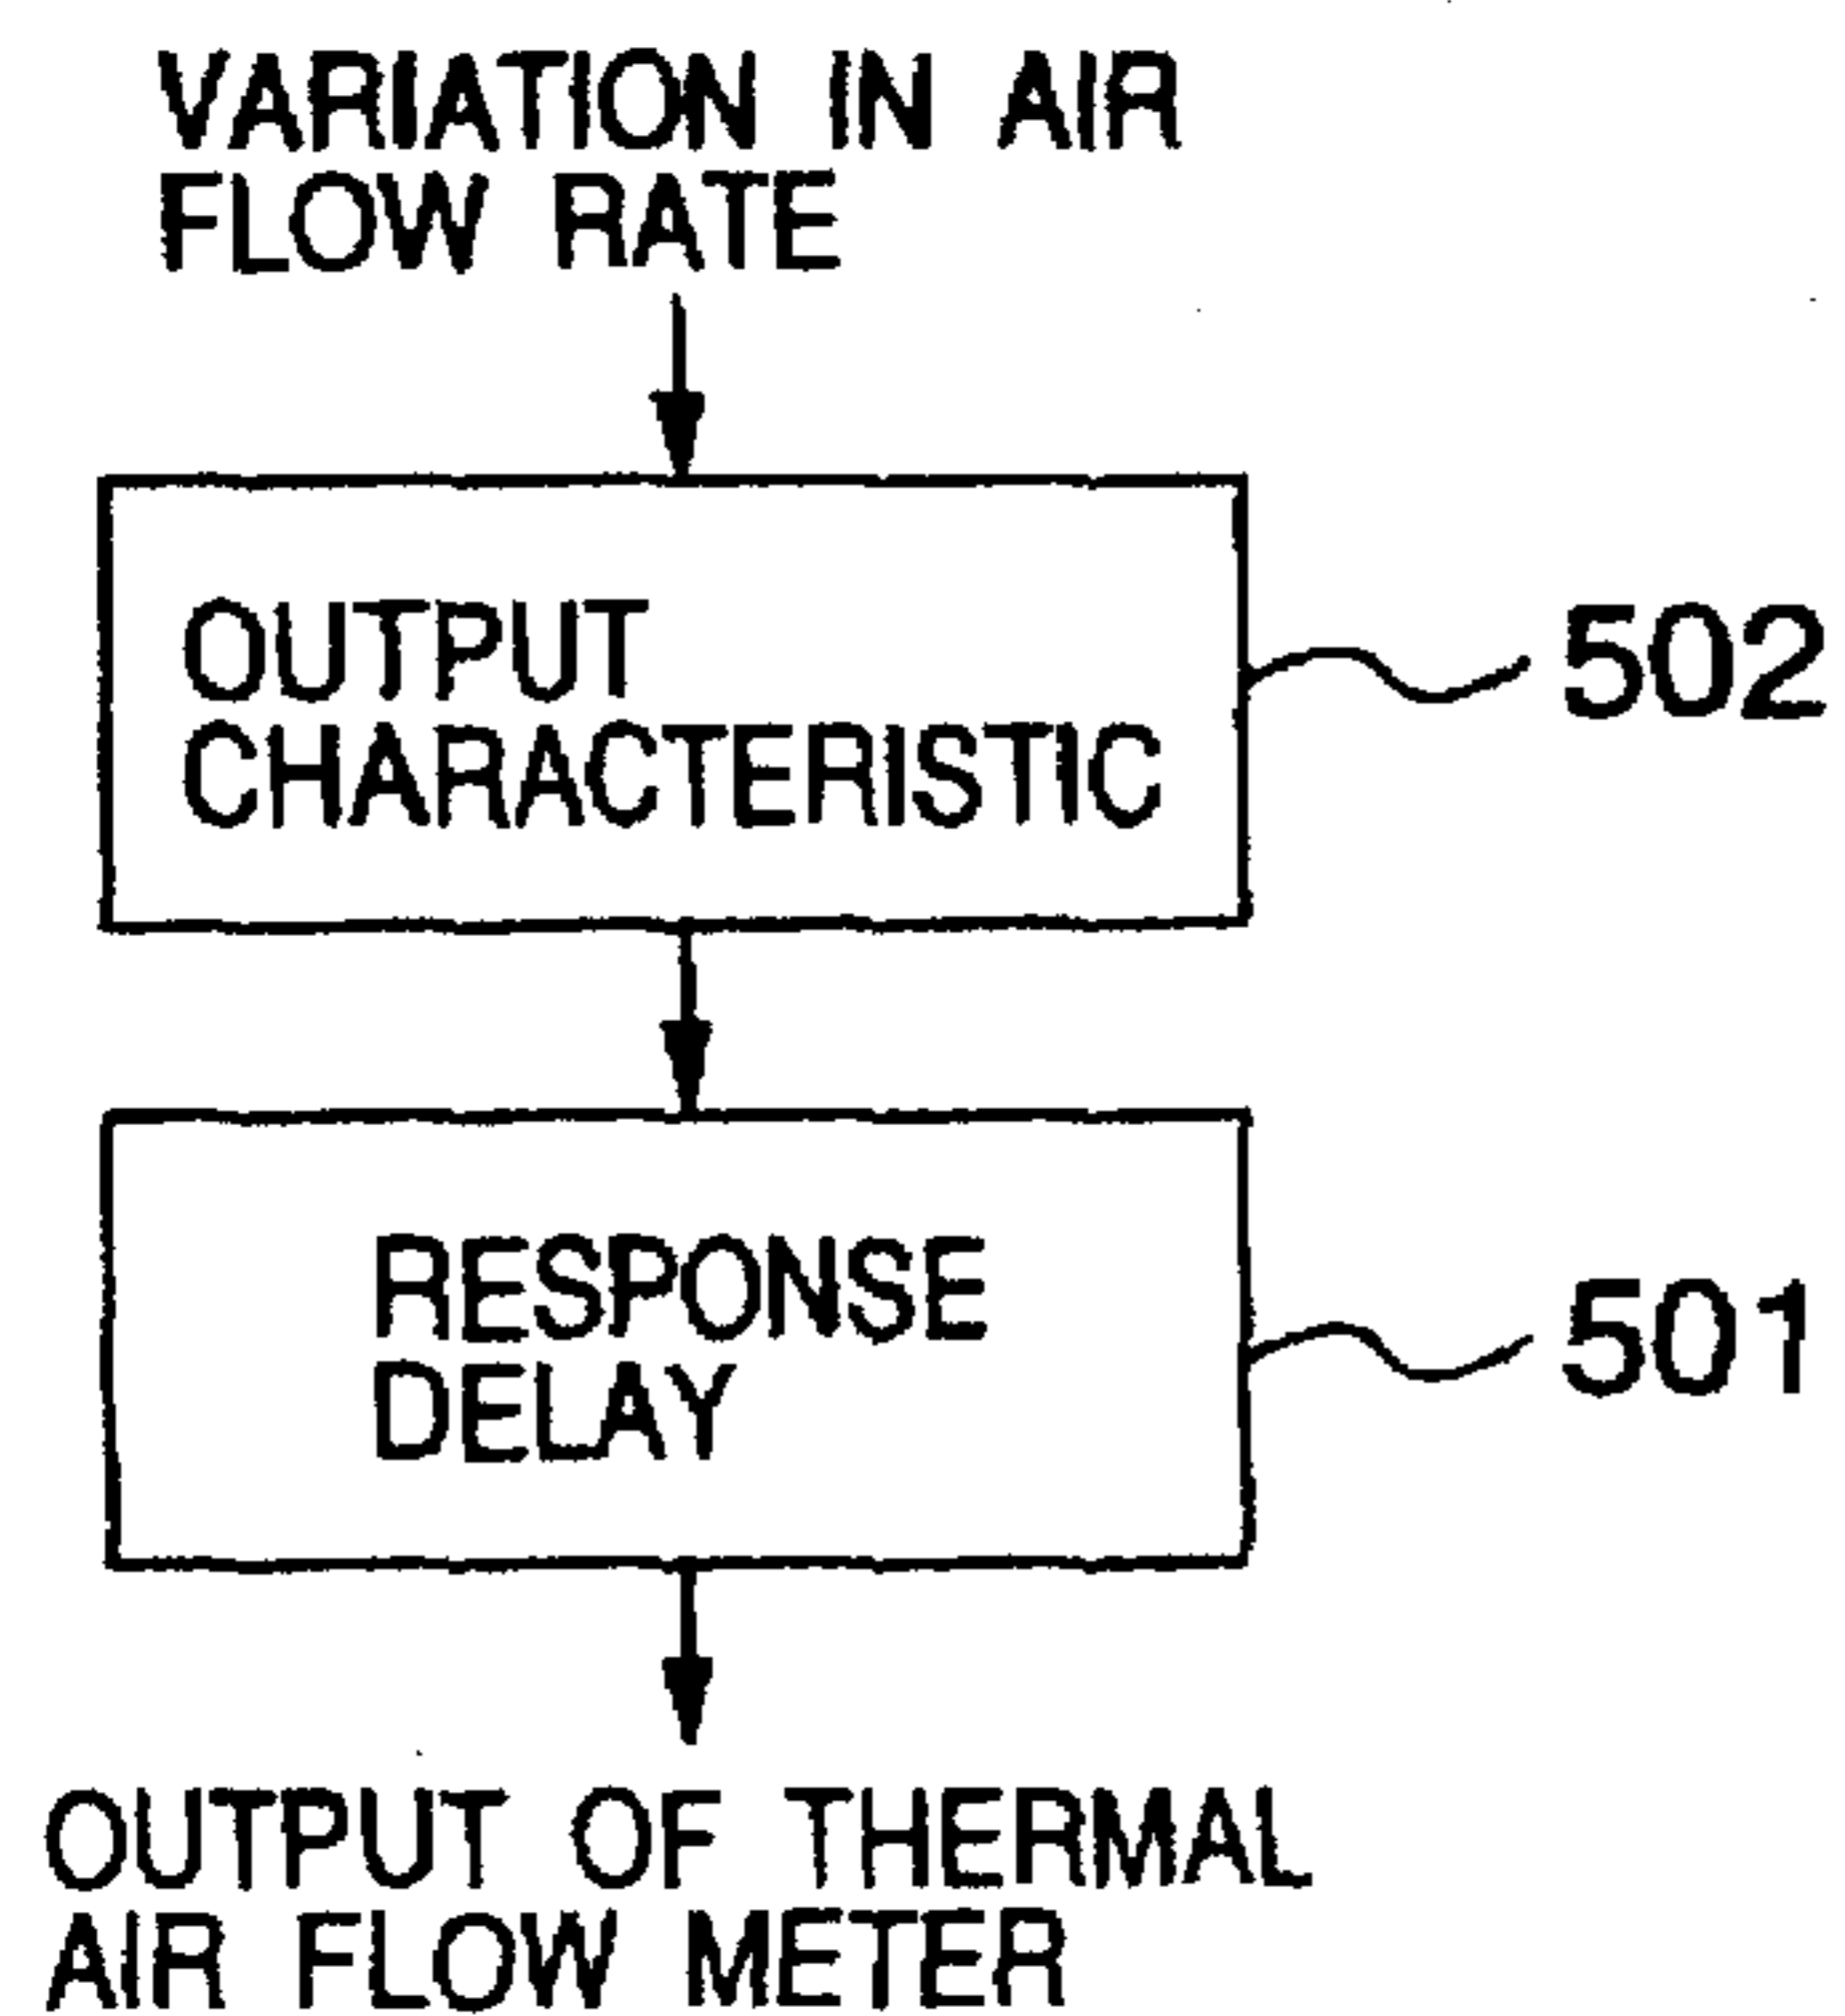 VARIATION IN AIR
FLOW RATE
OUTPUT
CHARACTERISTIC
502
RESPONSE
DELAY
501
OUTPUT OF THERMAL
AIR FLOW METER